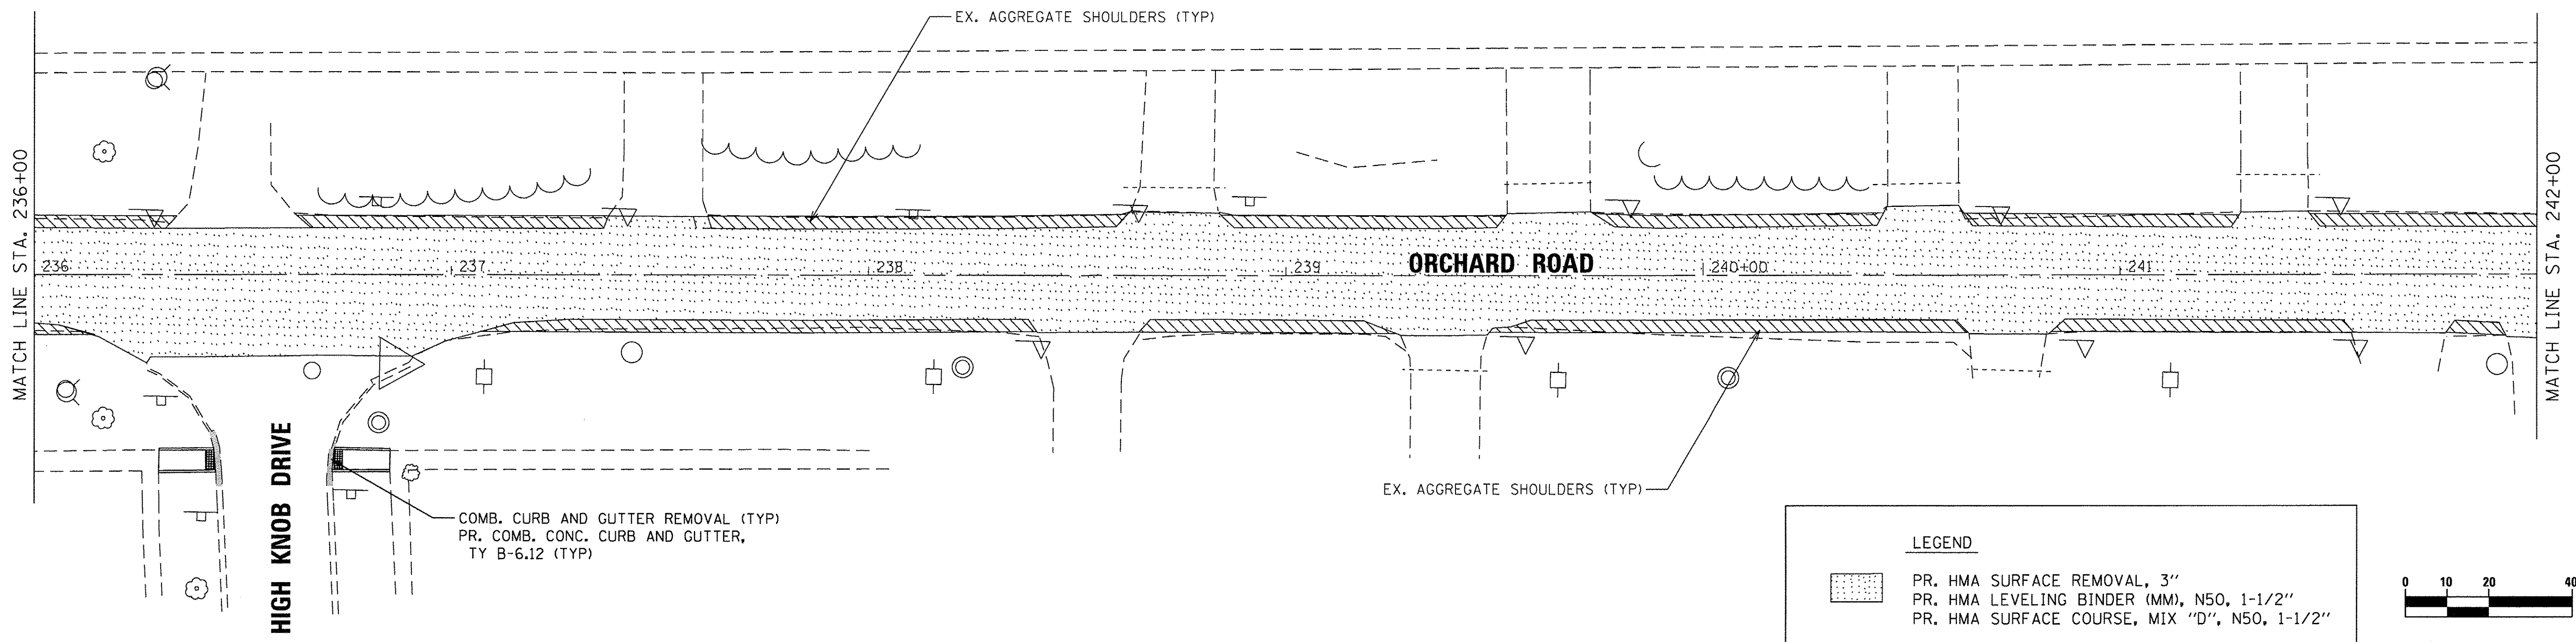 EX. AGGREGATE SHOULDERS (TYP)
MATCH LINE STA. 236+00
MATCH LINE STA. 242+00
236
237
238
239
ORCHARD ROAD
240+00
241
EX. AGGREGATE SHOULDERS (TYP)
HIGH KNOB DRIVE
COMB. CURB AND GUTTER REMOVAL (TYP)
PR. COMB. CONC. CURB AND GUTTER,
TY B-6.12 (TYP)
LEGEND
PR. HMA SURFACE REMOVAL, 3"
PR. HMA LEVELING BINDER (MM), N50, 1-1/2"
PR. HMA SURFACE COURSE, MIX "D", N50, 1-1/2"
0 10 20 40